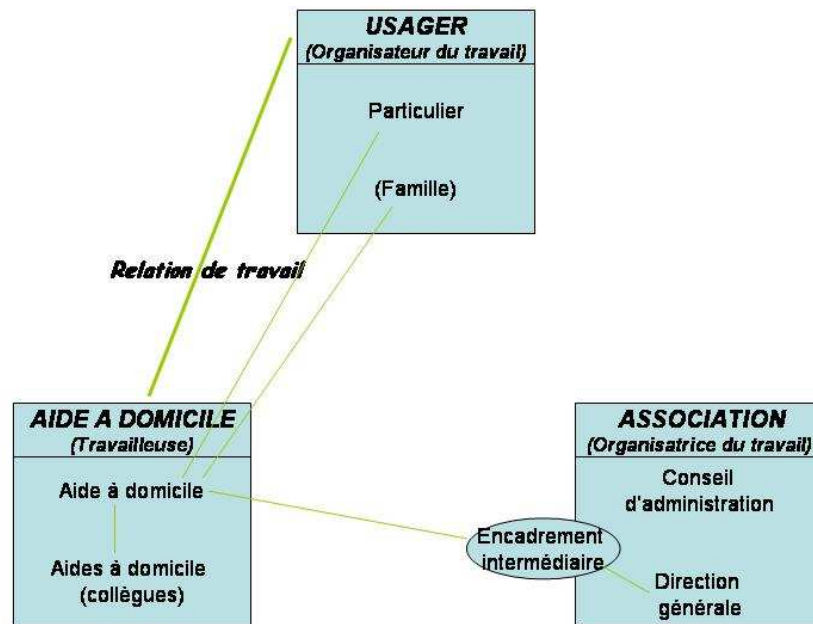 USAGER
(Organisateur du travail)
Particulier
(Famille)
Relation de travail
AIDE A DOMICILE
(Travailleuse)
Aide à domicile
Aides à domicile
(collègues)
ASSOCIATION
(Organisatrice du travail)
Conseil
d'administration
Encadrement
intermédiaire
Direction
générale